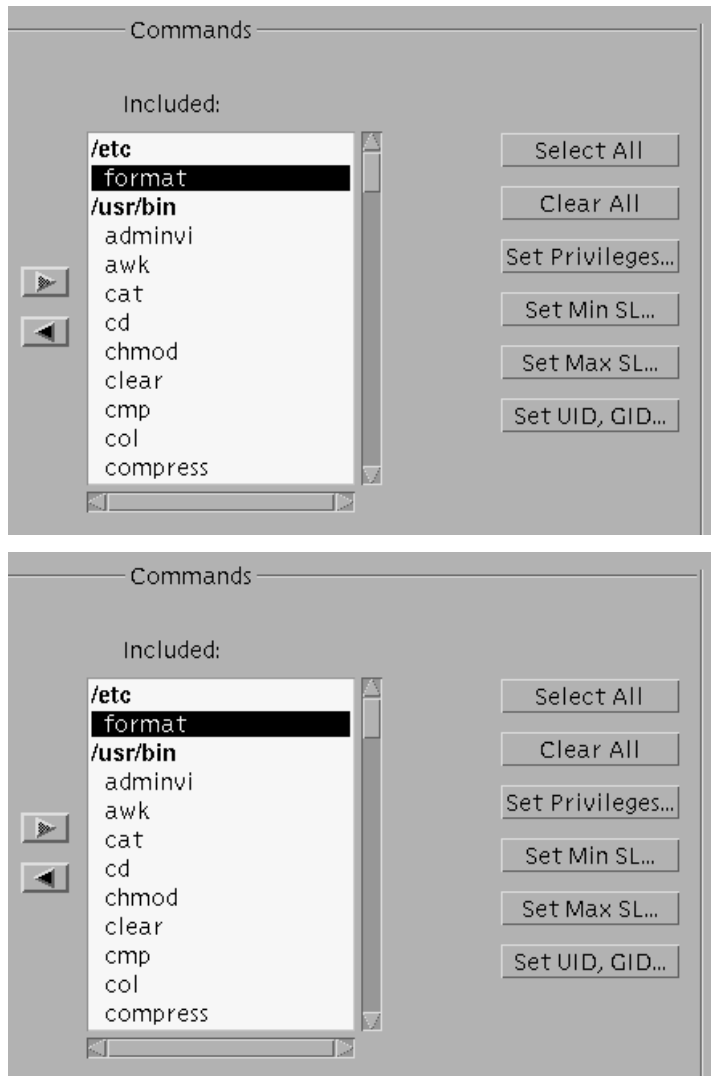 Commands
Included:
/etc
format
/usr/bin
adminvi
awk
cat
cd
chmod
clear
cmp
col
compress
Select All
Clear All
Set Privileges...
Set Min SL...
Set Max SL...
Set UID, GID...
Commands
Included:
/etc
format
/usr/bin
adminvi
awk
cat
cd
chmod
clear
cmp
col
compress
Select All
Clear All
Set Privileges...
Set Min SL...
Set Max SL...
Set UID, GID...